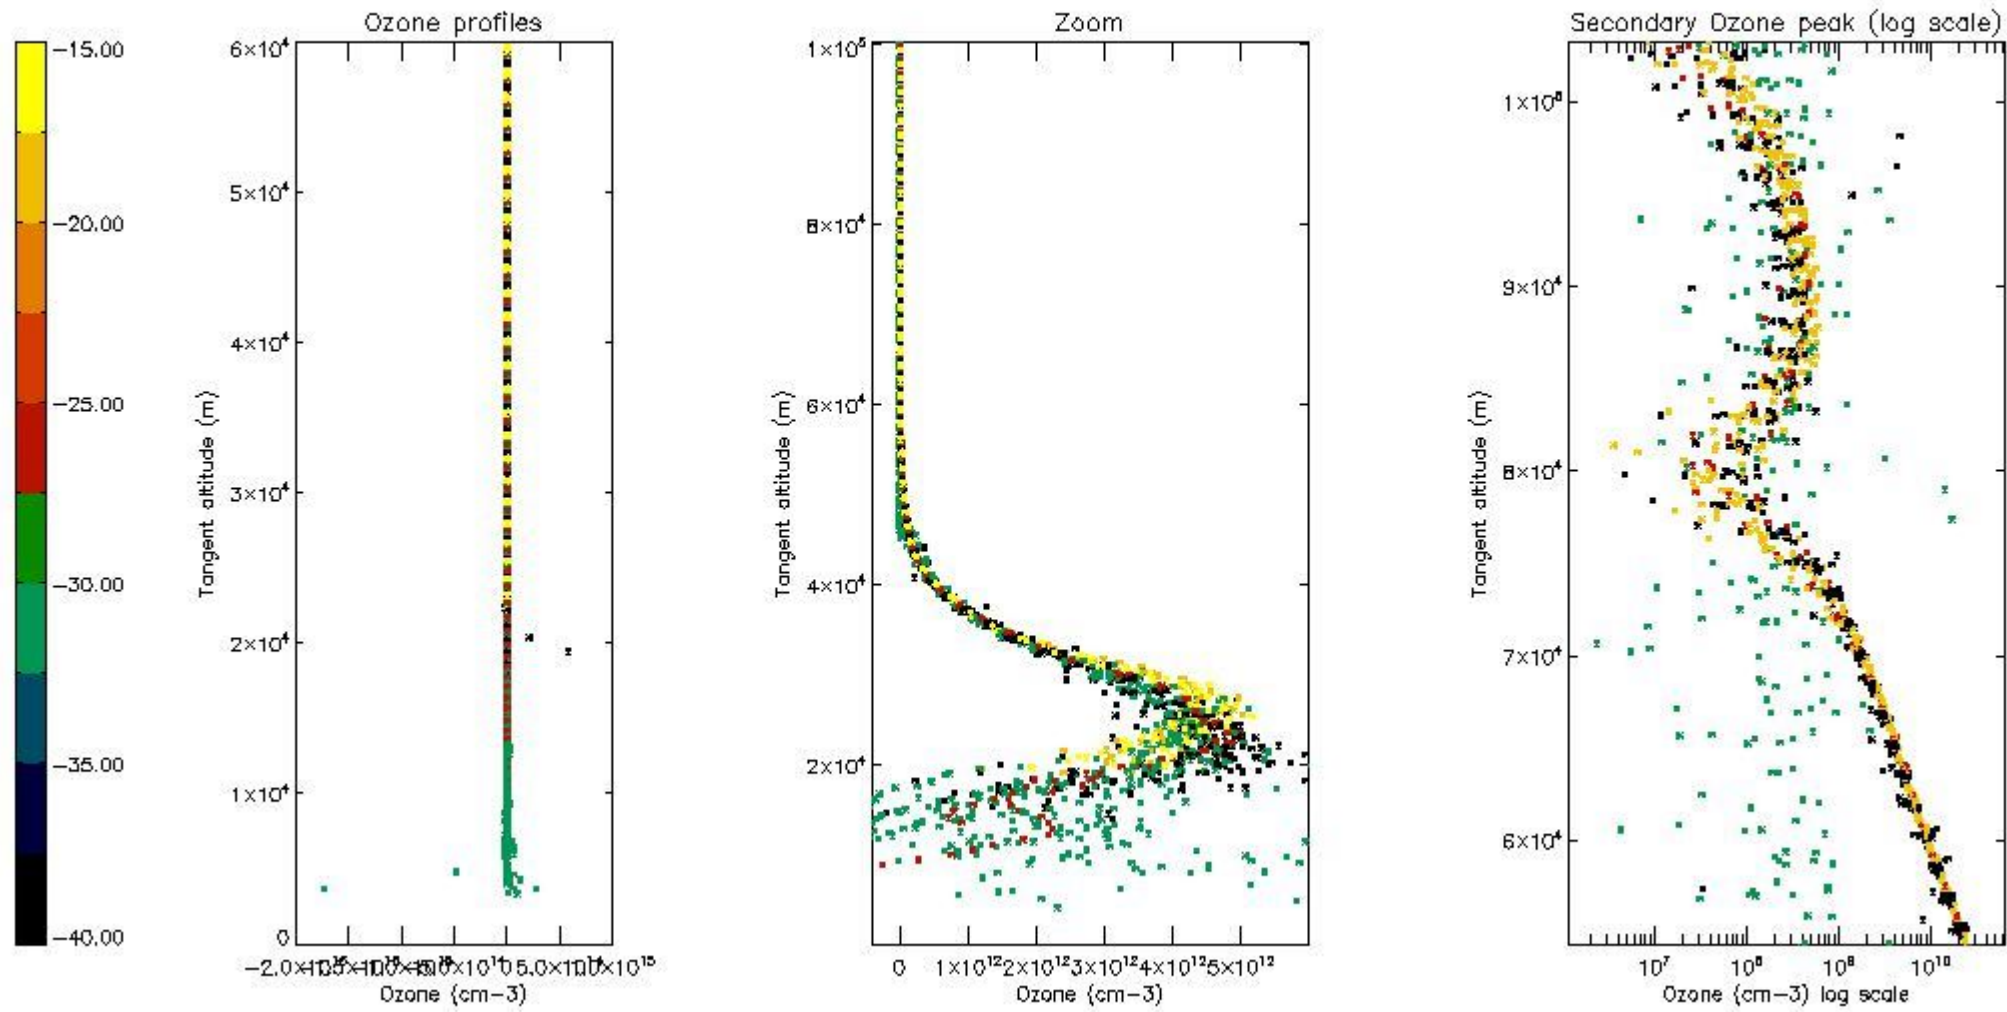 Ozone profiles
Zoom
Secondary Ozone peak (log scale)
−15.00
−20.00
−25.00
−30.00
−35.00
−40.00
6×10⁴
5×10⁴
4×10⁴
3×10⁴
2×10⁴
1×10⁴
0
Tangent altitude (m)
5.0×10¹⁴
Ozone (cm−3)
1×10⁵
8×10⁴
6×10⁴
4×10⁴
2×10⁴
Tangent altitude (m)
0 1×10¹² 2×10¹² 3×10¹² 4×10¹² 5×10¹²
Ozone (cm−3)
1×10⁵
9×10⁴
8×10⁴
7×10⁴
6×10⁴
Tangent altitude (m)
10⁷ 10⁸ 10⁹ 10¹⁰
Ozone (cm−3) log scale